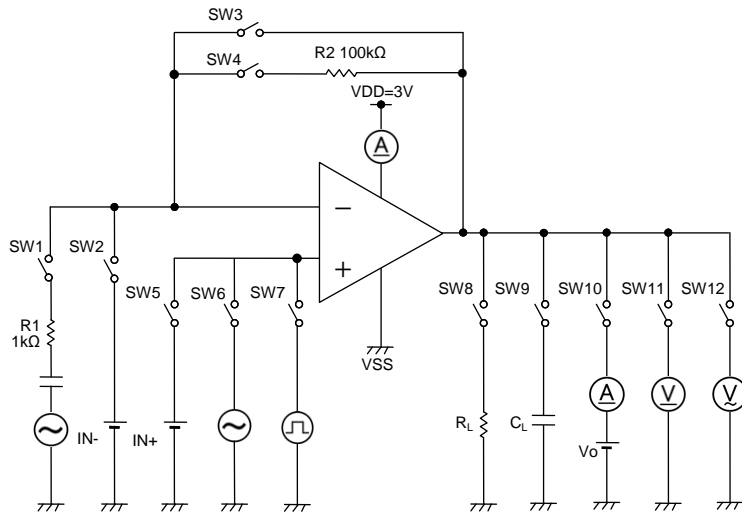 SW3
R2 100kΩ
SW4
VDD=3V
A
−
+
SW1
SW2
SW5
SW6
SW7
SW8
SW9
SW10
SW11
SW12
R1
1kΩ
VSS
A
V
V
IN-
IN+
RL
CL
Vo